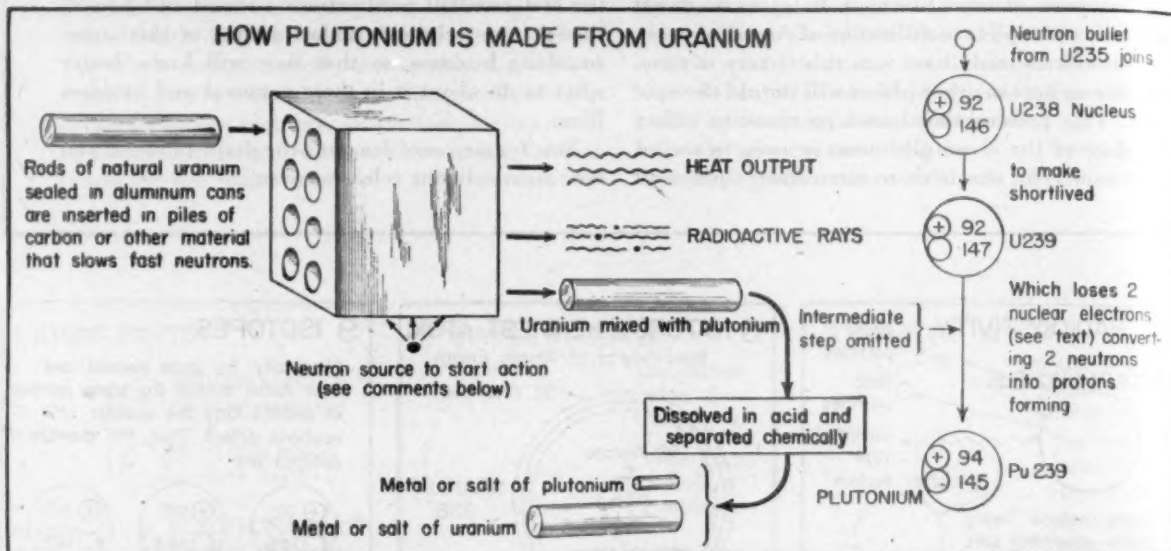 HOW PLUTONIUM IS MADE FROM URANIUM
Rods of natural uranium
sealed in aluminum cans
are inserted in piles of
carbon or other material
that slows fast neutrons.
HEAT OUTPUT
RADIOACTIVE RAYS
Uranium mixed with plutonium
Neutron source to start action
(see comments below)
Intermediate
step omitted
Dissolved in acid and
separated chemically
Metal or salt of plutonium
Metal or salt of uranium
Neutron bullet
from U235 joins
+ 92
146
U238 Nucleus
to make
shortlived
+ 92
147
U239
Which loses 2
nuclear electrons
(see text) convert-
ing 2 neutrons
into protons
forming
+ 94
145
Pu 239
PLUTONIUM
9 ISOTOPES